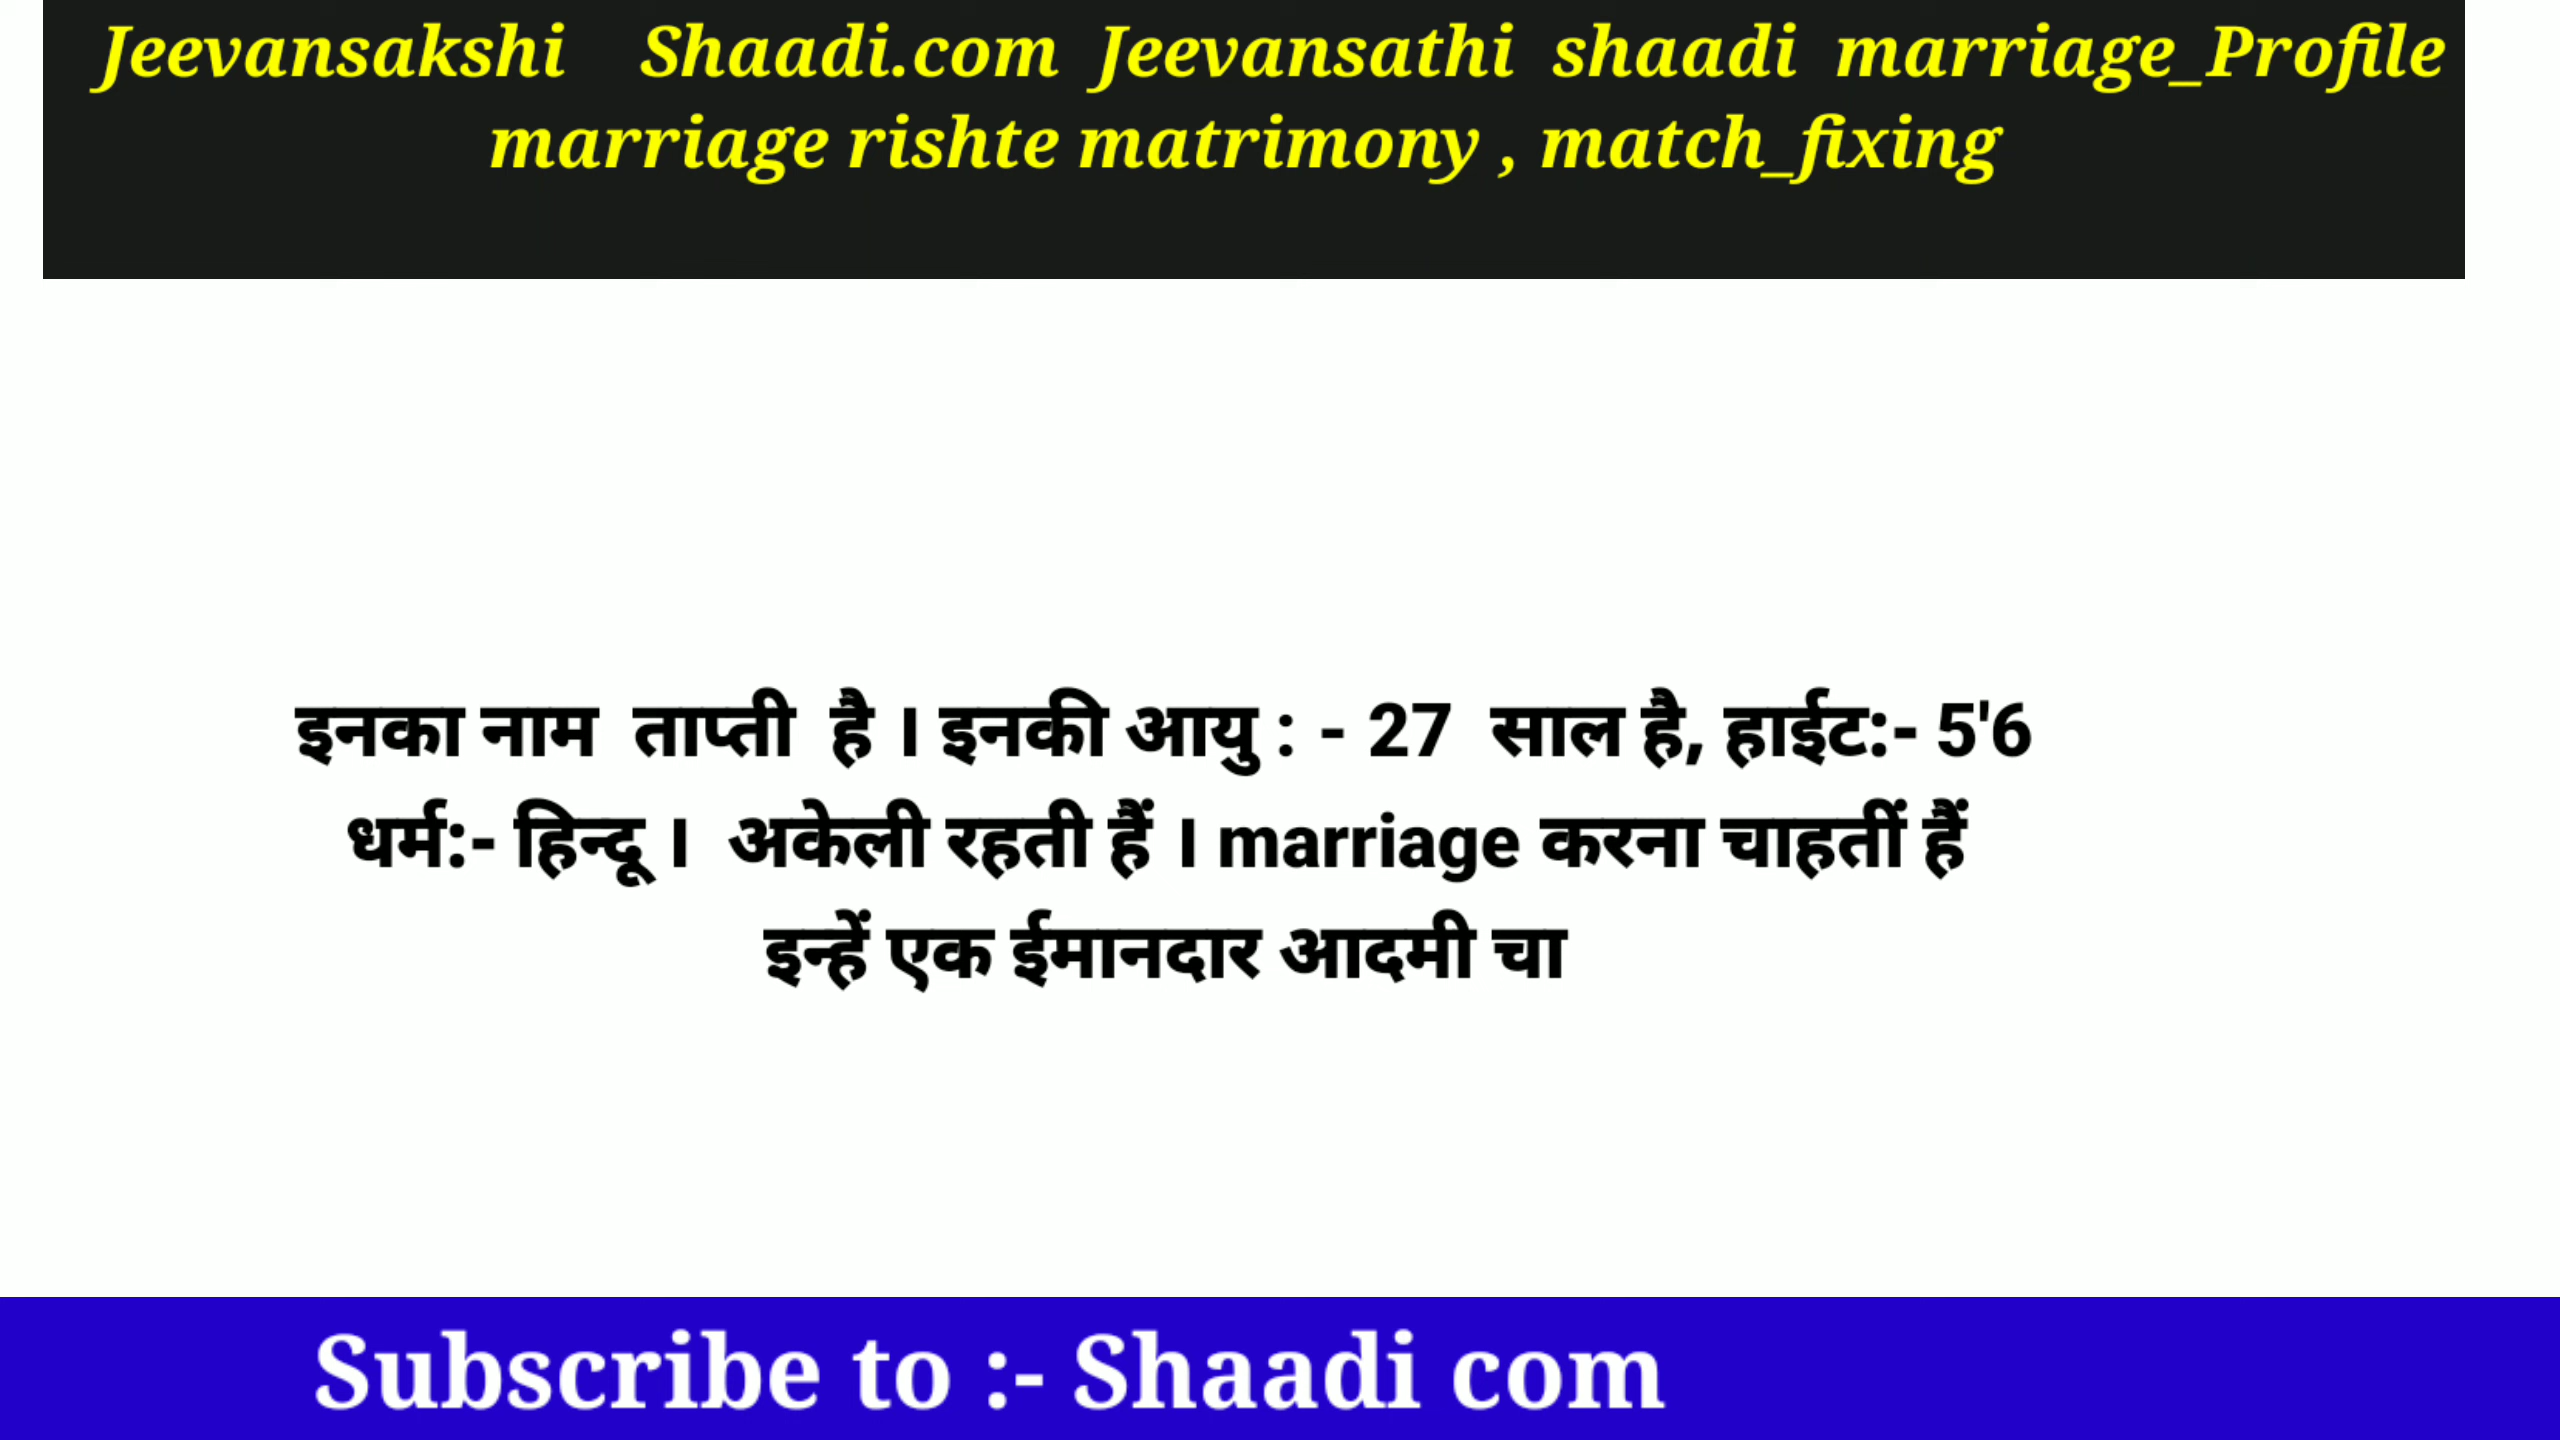 Jeevansakshi Shaadi.com Jeevansathi shaadi marriage_Profile
marriage rishte matrimony , match_fixing
इनका नाम ताप्ती है । इनकी आयु : - 27 साल है, हाईट:- 5'6
धर्म:- हिन्दू । अकेली रहती हैं । marriage करना चाहतीं हैं
इन्हें एक ईमानदार आदमी चा
Subscribe to :- Shaadi com